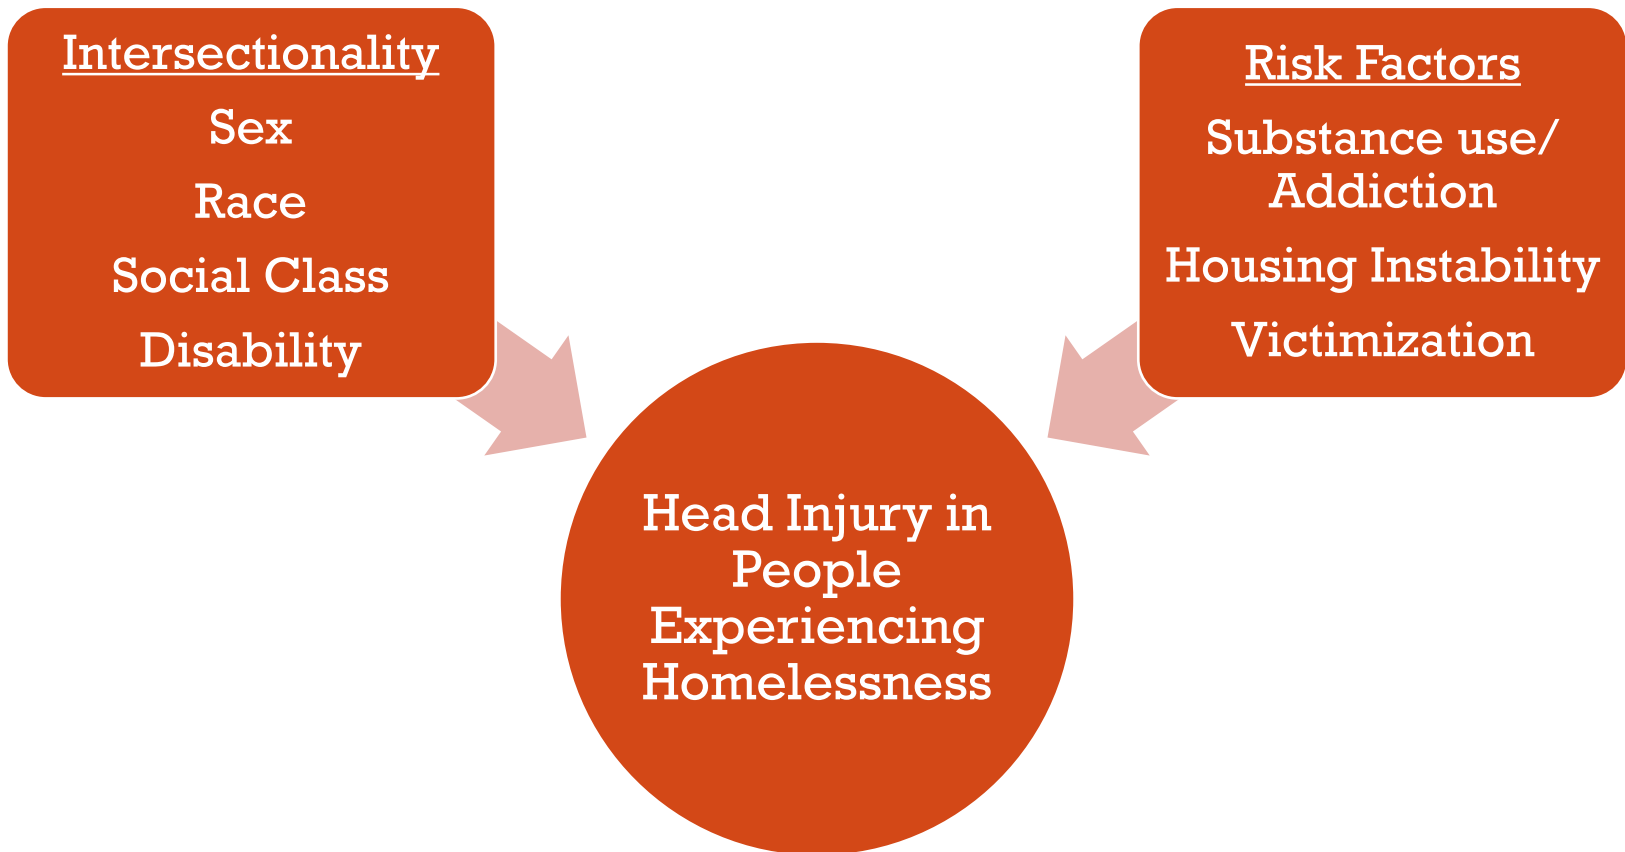 Intersectionality
Sex
Race
Social Class
Disability
Risk Factors
Substance use/
Addiction
Housing Instability
Victimization
Head Injury in
People
Experiencing
Homelessness